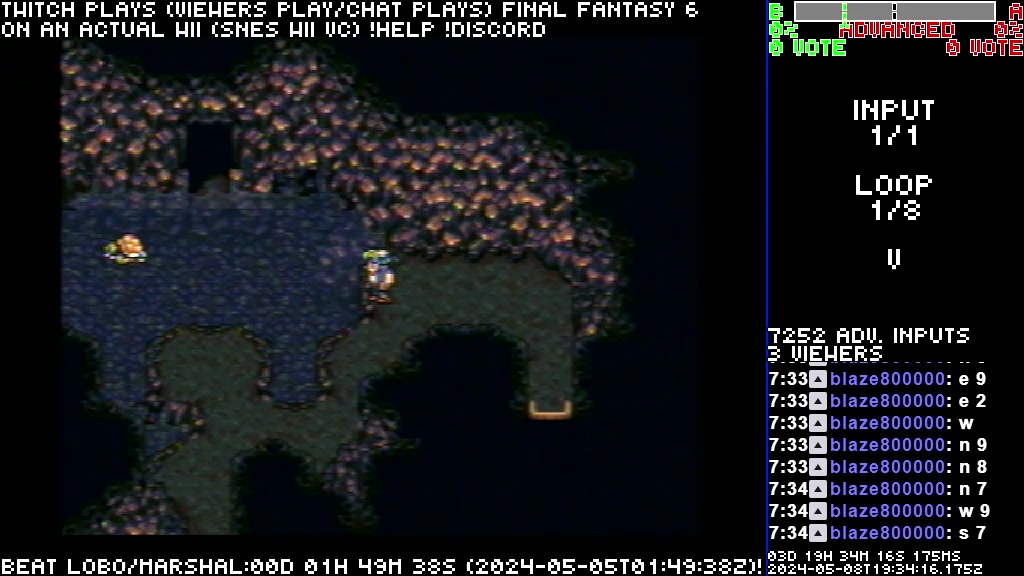 TWITCH PLAYS (VIEWERS PLAY/CHAT PLAYS) FINAL FANTASY 6
ON AN ACTUAL WII (SNES WII VC) !HELP !DISCORD
B A
0% ADVANCED 0%
0 VOTE 0 VOTE
INPUT
1/1
LOOP
1/8
V
7252 ADV. INPUTS
3 VIEWERS
7:33 blaze800000: e 9
7:33 blaze800000: e 2
7:33 blaze800000: w
7:33 blaze800000: n 9
7:33 blaze800000: n 8
7:34 blaze800000: n 7
7:34 blaze800000: w 9
7:34 blaze800000: s 7
BEAT LOBO/MARSHAL:00D 01H 49M 38S (2024-05-05T01:49:38Z)!
03D 19H 34M 16S 175MS
2024-05-08T19:34:16.175Z